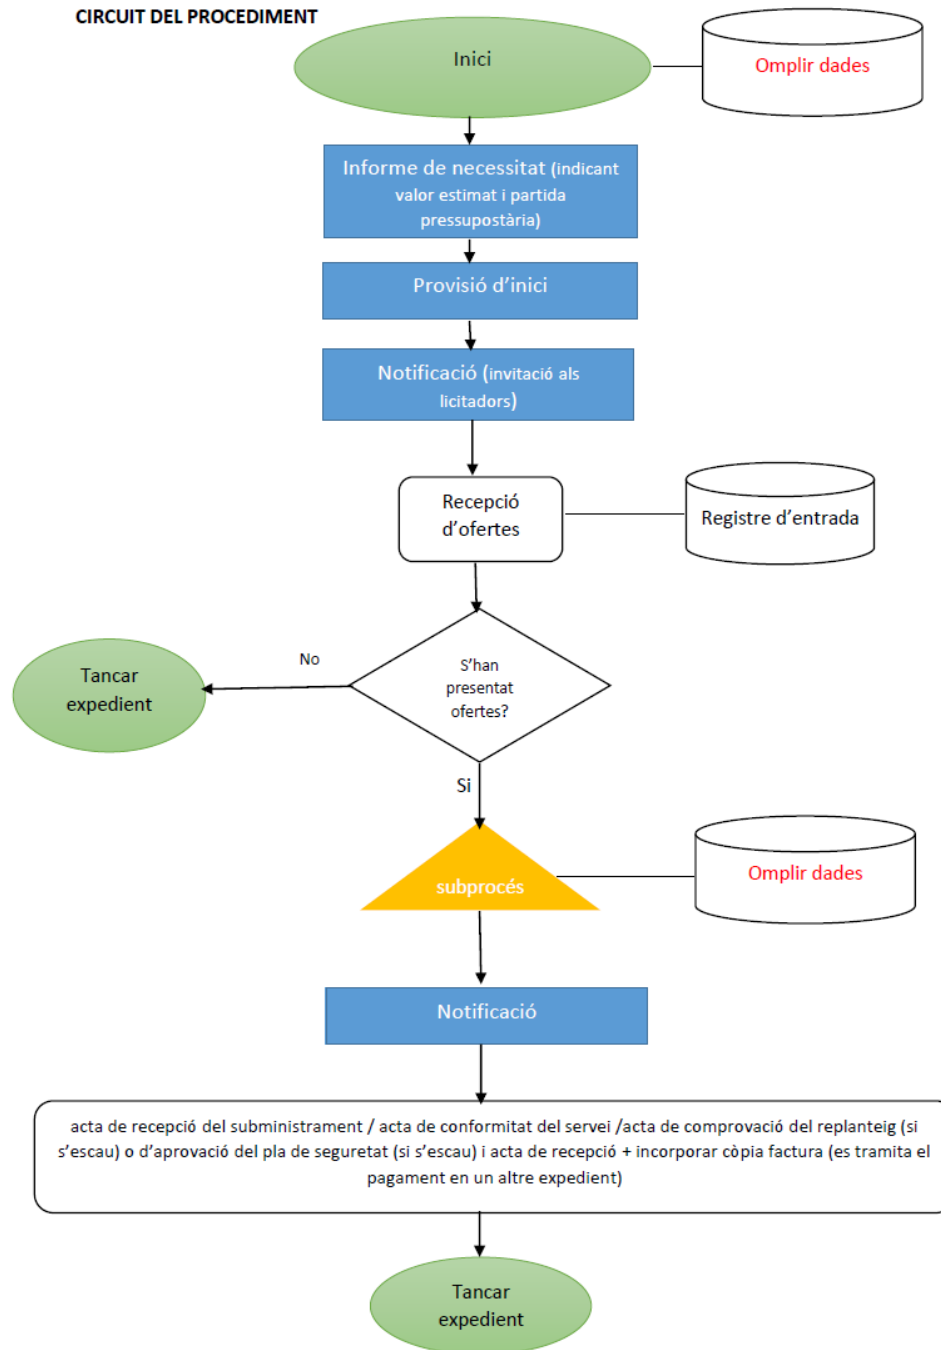 CIRCUIT DEL PROCEDIMENT
Inici
Omplir dades
Informe de necessitat (indicant
valor estimat i partida
pressupostària)
Provisió d'inici
Notificació (invitació als
licitadors)
Recepció
d'ofertes
Registre d'entrada
No
S'han
presentat
ofertes?
Tancar
expedient
Si
subprocés
Omplir dades
Notificació
acta de recepció del subministrament / acta de conformitat del servei /acta de comprovació del replanteig (si
s'escau) o d'aprovació del pla de seguretat (si s'escau) i acta de recepció + incorporar còpia factura (es tramita el
pagament en un altre expedient)
Tancar
expedient